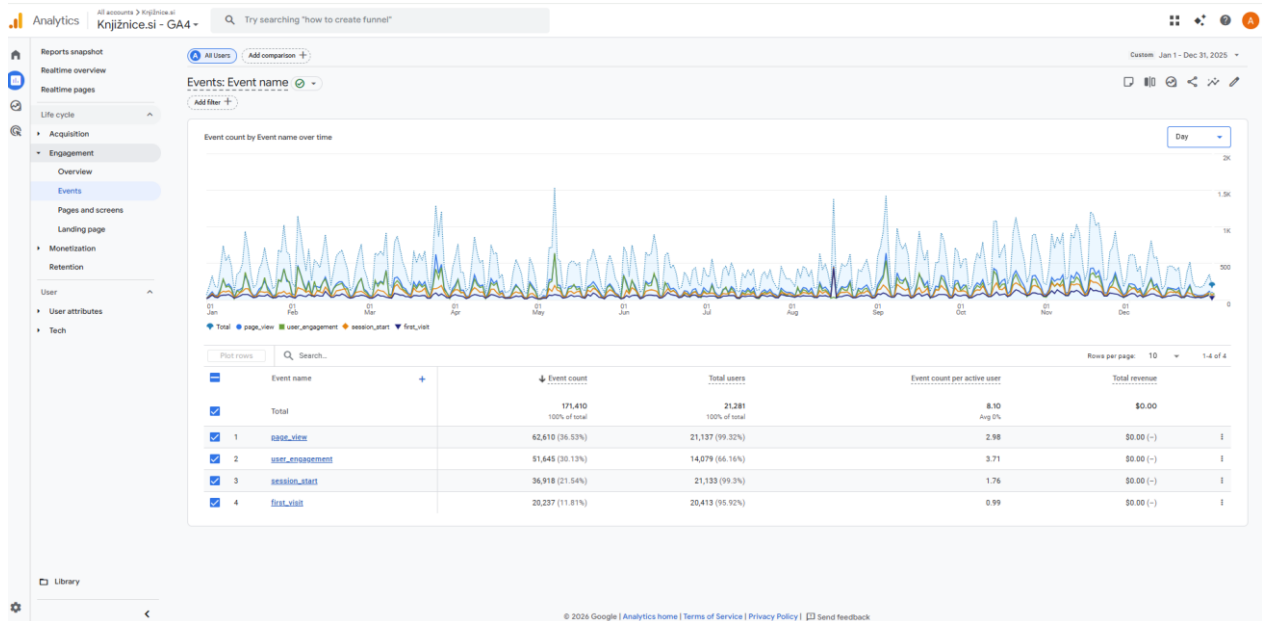 Analytics
All accounts > Knjižnice.si
Knjižnice.si - GA4
Try searching "how to create funnel"
A
Reports snapshot
Realtime overview
Realtime pages
Life cycle
Acquisition
Engagement
Overview
Events
Pages and screens
Landing page
Monetization
Retention
User
User attributes
Tech
Library
A All Users
Add comparison +
Custom Jan 1 - Dec 31, 2025
Events: Event name
Add filter +
Event count by Event name over time
Day
2K
1.5K
1K
500
0
01 Jan
01 Feb
01 Mar
01 Apr
01 May
01 Jun
01 Jul
01 Aug
01 Sep
01 Oct
01 Nov
01 Dec
Total page_view user_engagement session_start first_visit
Plot rows
Search...
Rows per page: 10 1-4 of 4
Event name + Event count Total users Event count per active user Total revenue
Total 171,410 21,281 8.10 $0.00
100% of total 100% of total Avg 0%
1 page_view 62,610 (36.53%) 21,137 (99.32%) 2.98 $0.00 (–)
2 user_engagement 51,645 (30.13%) 14,079 (66.16%) 3.71 $0.00 (–)
3 session_start 36,918 (21.54%) 21,133 (99.3%) 1.76 $0.00 (–)
4 first_visit 20,237 (11.81%) 20,413 (95.92%) 0.99 $0.00 (–)
© 2026 Google | Analytics home | Terms of Service | Privacy Policy | Send feedback